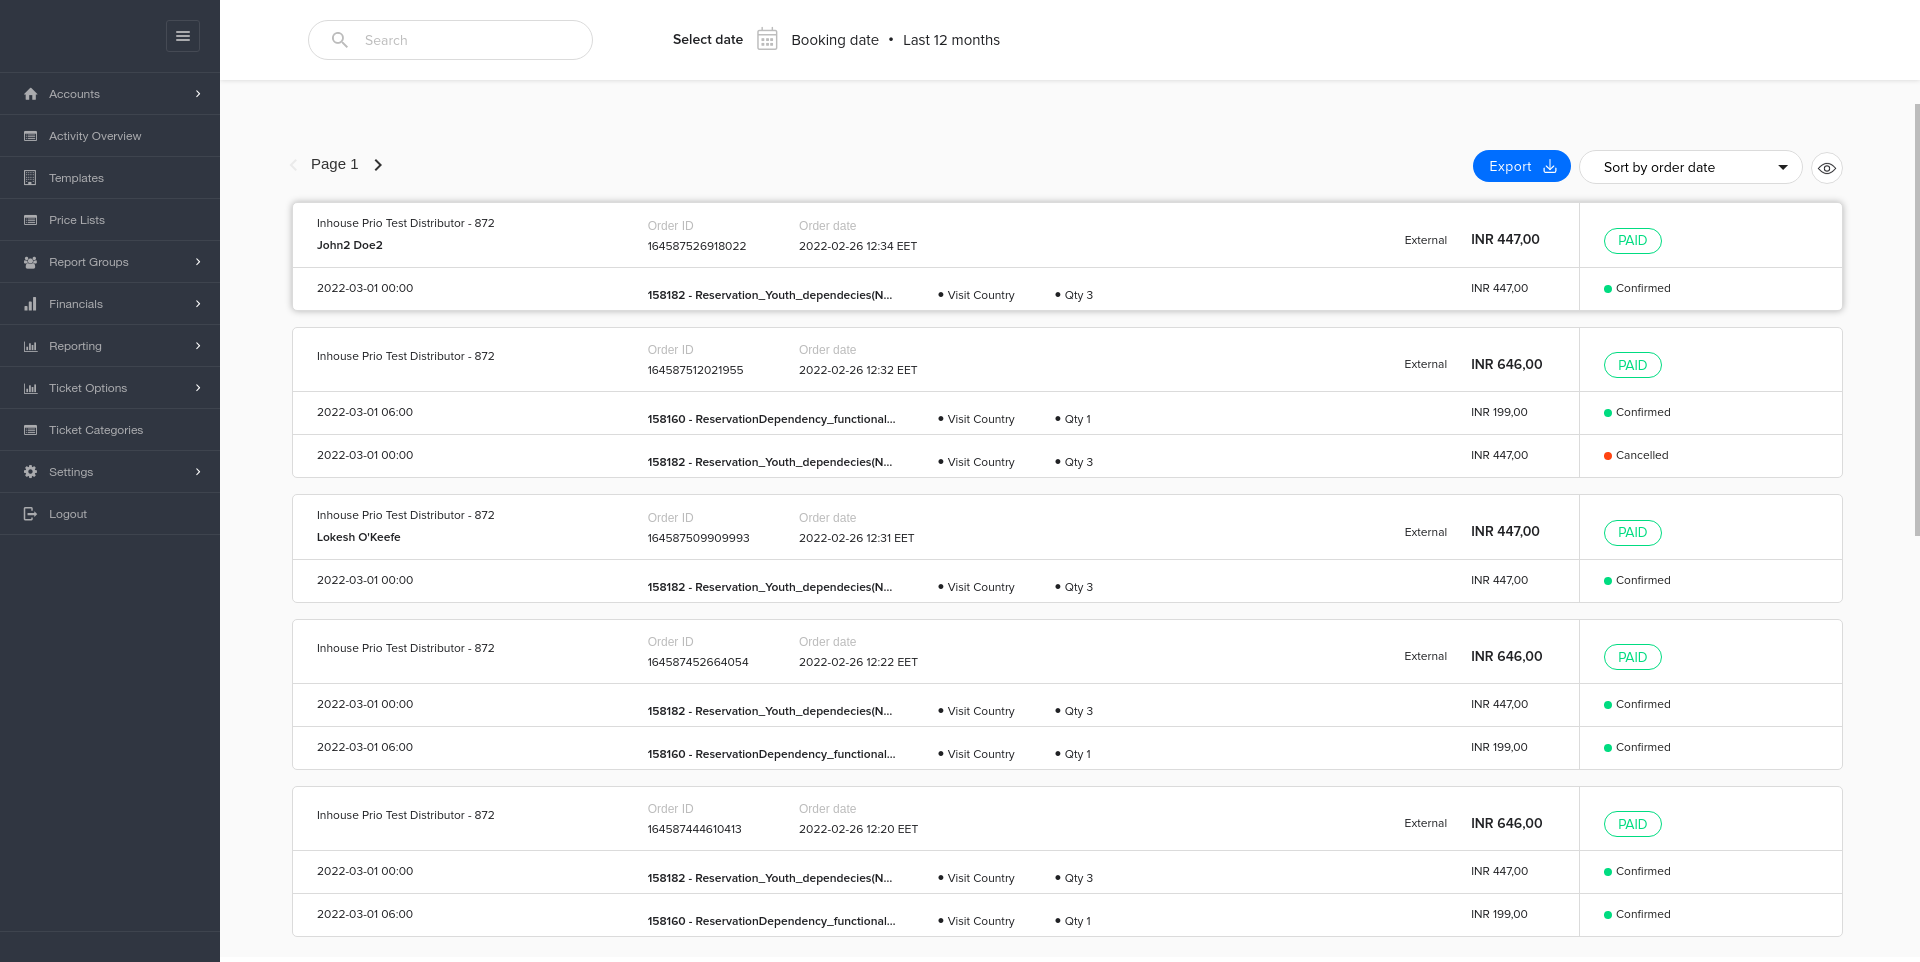 Search
Select date Booking date • Last 12 months
Accounts
Activity Overview
Templates
Price Lists
Report Groups
Financials
Reporting
Ticket Options
Ticket Categories
Settings
Logout
Page 1
Export
Sort by order date
Inhouse Prio Test Distributor - 872
John2 Doe2
Order ID
164587526918022
Order date
2022-02-26 12:34 EET
External
INR 447,00
PAID
2022-03-01 00:00
158182 - Reservation_Youth_dependecies(N...
• Visit Country
• Qty 3
INR 447,00
Confirmed
Inhouse Prio Test Distributor - 872
Order ID
164587512021955
Order date
2022-02-26 12:32 EET
External
INR 646,00
PAID
2022-03-01 06:00
158160 - ReservationDependency_functional...
• Visit Country
• Qty 1
INR 199,00
Confirmed
2022-03-01 00:00
158182 - Reservation_Youth_dependecies(N...
• Visit Country
• Qty 3
INR 447,00
Cancelled
Inhouse Prio Test Distributor - 872
Lokesh O'Keefe
Order ID
164587509909993
Order date
2022-02-26 12:31 EET
External
INR 447,00
PAID
2022-03-01 00:00
158182 - Reservation_Youth_dependecies(N...
• Visit Country
• Qty 3
INR 447,00
Confirmed
Inhouse Prio Test Distributor - 872
Order ID
164587452664054
Order date
2022-02-26 12:22 EET
External
INR 646,00
PAID
2022-03-01 00:00
158182 - Reservation_Youth_dependecies(N...
• Visit Country
• Qty 3
INR 447,00
Confirmed
2022-03-01 06:00
158160 - ReservationDependency_functional...
• Visit Country
• Qty 1
INR 199,00
Confirmed
Inhouse Prio Test Distributor - 872
Order ID
164587444610413
Order date
2022-02-26 12:20 EET
External
INR 646,00
PAID
2022-03-01 00:00
158182 - Reservation_Youth_dependecies(N...
• Visit Country
• Qty 3
INR 447,00
Confirmed
2022-03-01 06:00
158160 - ReservationDependency_functional...
• Visit Country
• Qty 1
INR 199,00
Confirmed